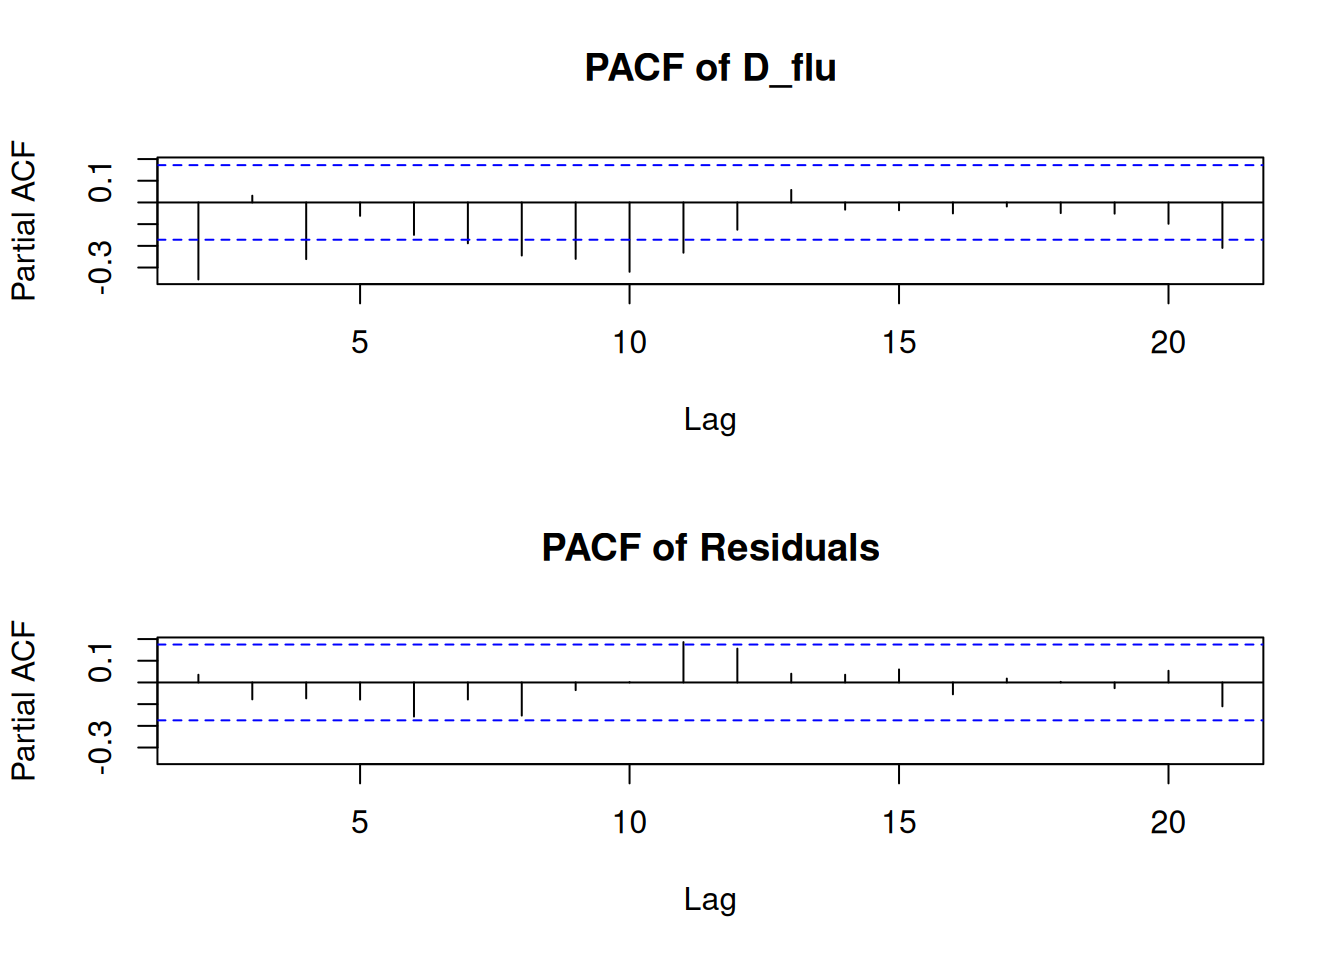 PACF of D_flu
Partial ACF
0.1
-0.3
5 10 15 20
Lag
PACF of Residuals
Partial ACF
0.1
-0.3
5 10 15 20
Lag